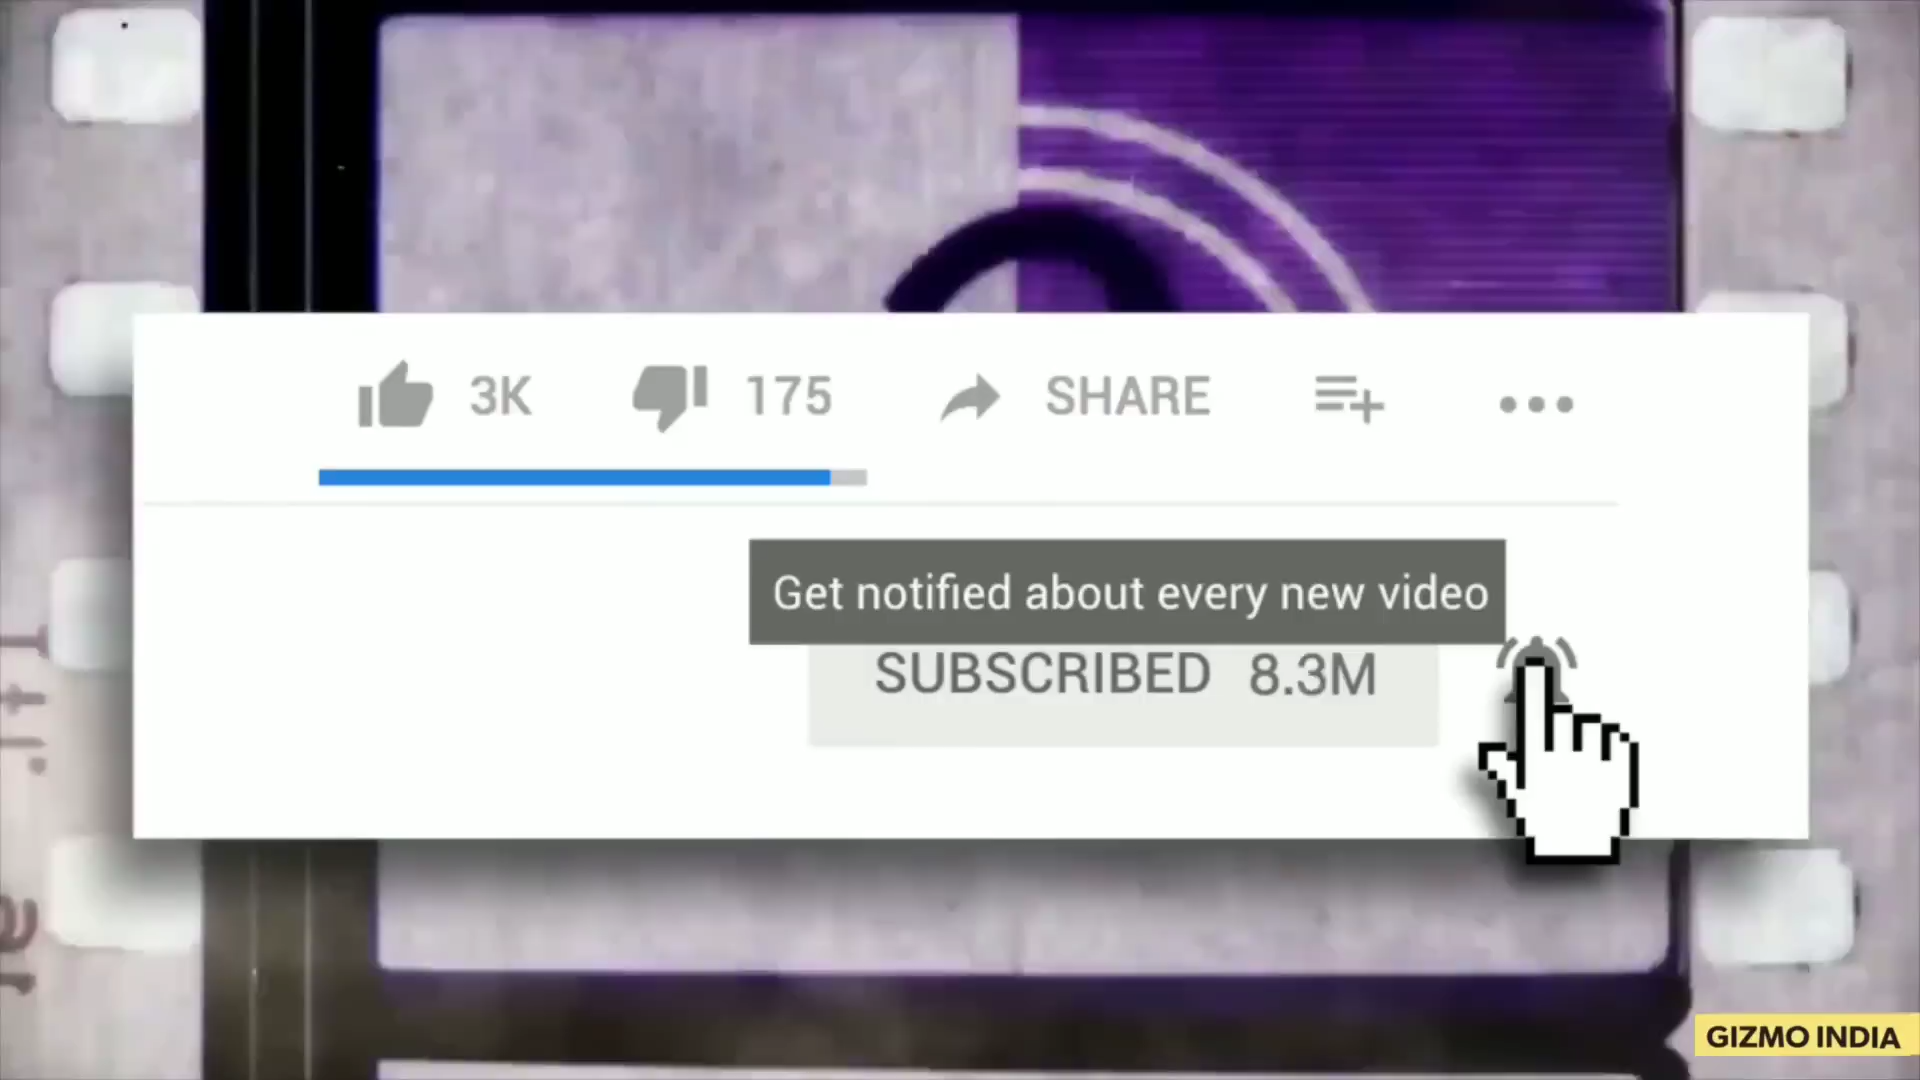 3K 175 SHARE
Get notified about every new video
SUBSCRIBED 8.3M
GIZMO INDIA